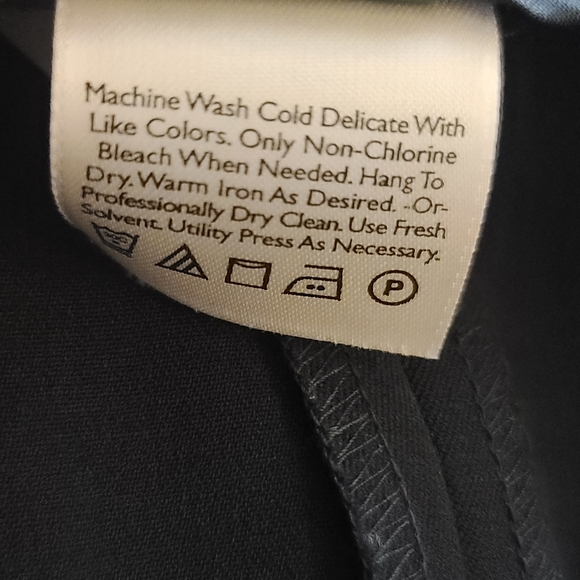 Machine Wash Cold Delicate With
Like Colors. Only Non-Chlorine
Bleach When Needed. Hang To
Dry. Warm Iron As Desired. -Or-
Professionally Dry Clean. Use Fresh
Solvent. Utility Press As Necessary.
P